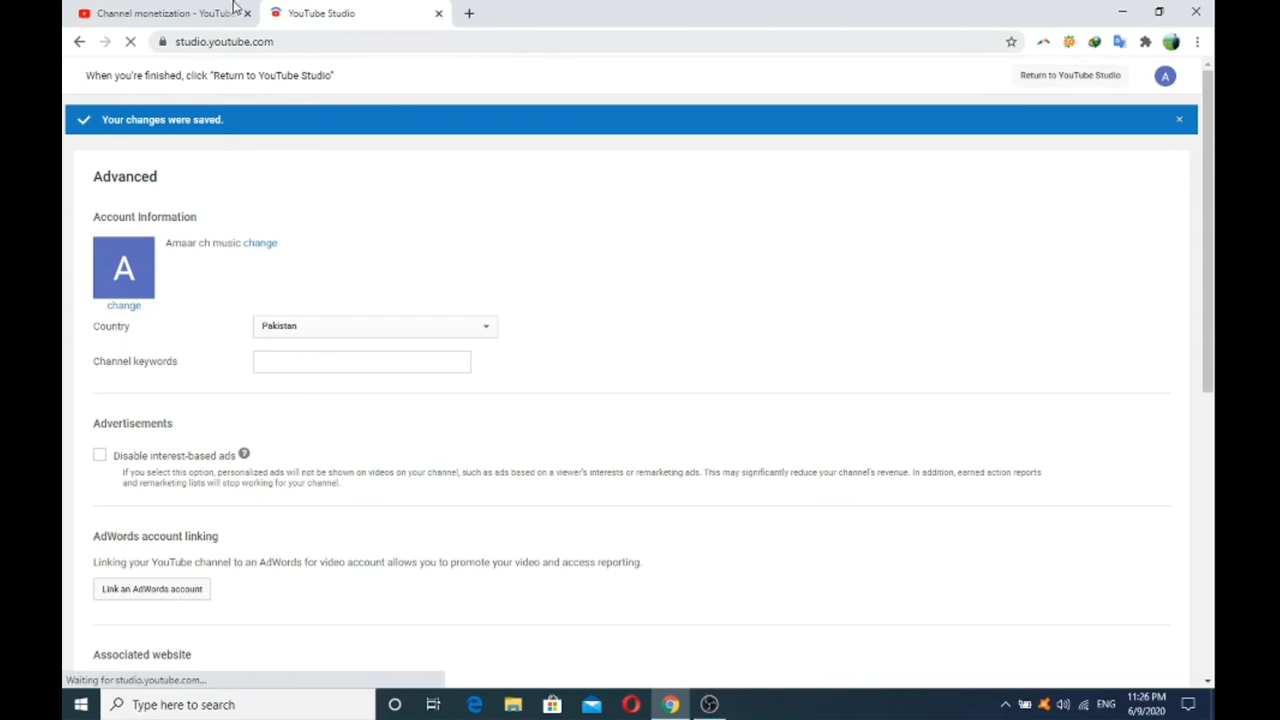 Channel monetization - YouTub
YouTube Studio
studio.youtube.com
When you're finished, click "Return to YouTube Studio"
Return to YouTube Studio
A
Your changes were saved.
Advanced
Account Information
A
Amaar ch music change
change
Country
Pakistan
Channel keywords
Advertisements
Disable interest-based ads
If you select this option, personalized ads will not be shown on videos on your channel, such as ads based on a viewer's interests or remarketing ads. This may significantly reduce your channel's revenue. In addition, earned action reports
and remarketing lists will stop working for your channel.
AdWords account linking
Linking your YouTube channel to an AdWords for video account allows you to promote your video and access reporting.
Link an AdWords account
Associated website
Waiting for studio.youtube.com...
Type here to search
ENG
11:26 PM
6/9/2020